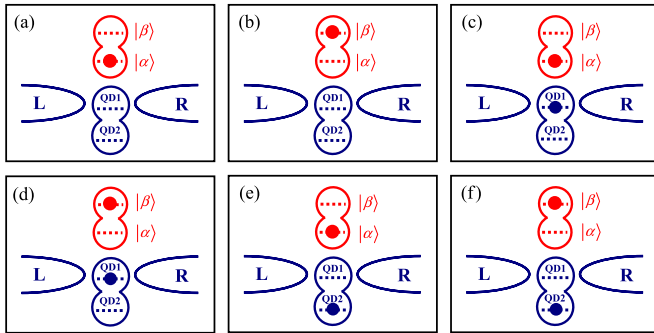 (a) |β⟩ (b) |β⟩ (c) |β⟩
|α⟩ |α⟩ |α⟩
L QD1 R L QD1 R L QD1 R
QD2 QD2 QD2
(d) |β⟩ (e) |β⟩ (f) |β⟩
|α⟩ |α⟩ |α⟩
L QD1 R L QD1 R L QD1 R
QD2 QD2 QD2